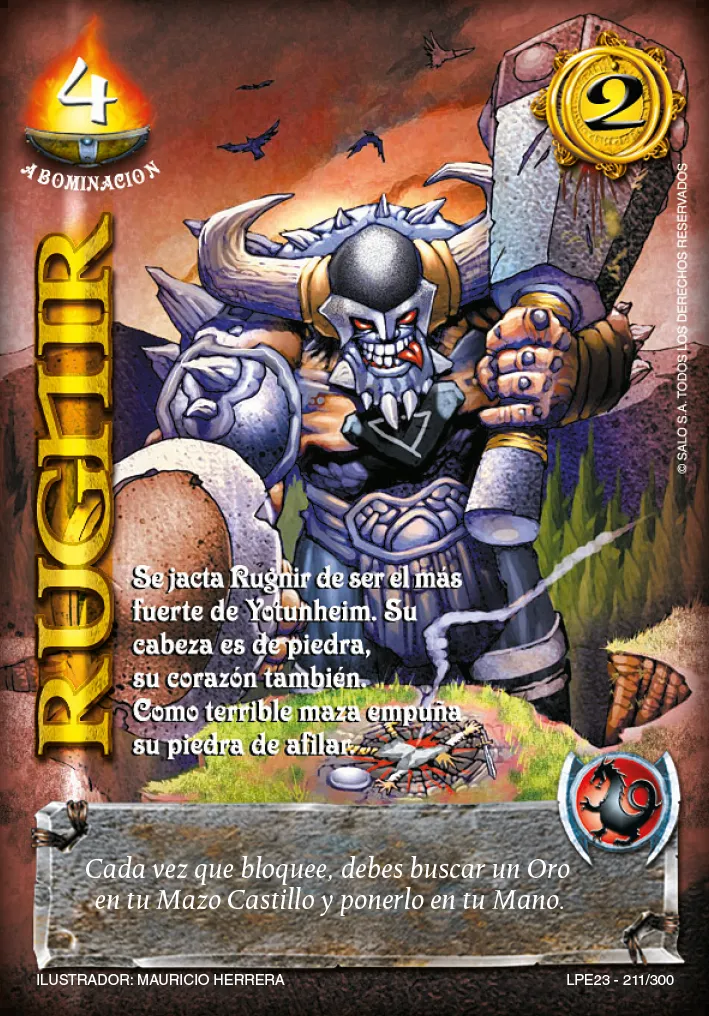 4
ABOMINACION
2
RUGNIR
© SALO S.A. TODOS LOS DERECHOS RESERVADOS
Se jacta Rugnir de ser el más
fuerte de Yotunheim. Su
cabeza es de piedra,
su corazón también.
Como terrible maza empuña
su piedra de afilar.
Cada vez que bloquee, debes buscar un Oro
en tu Mazo Castillo y ponerlo en tu Mano.
ILUSTRADOR: MAURICIO HERRERA
LPE23 - 211/300